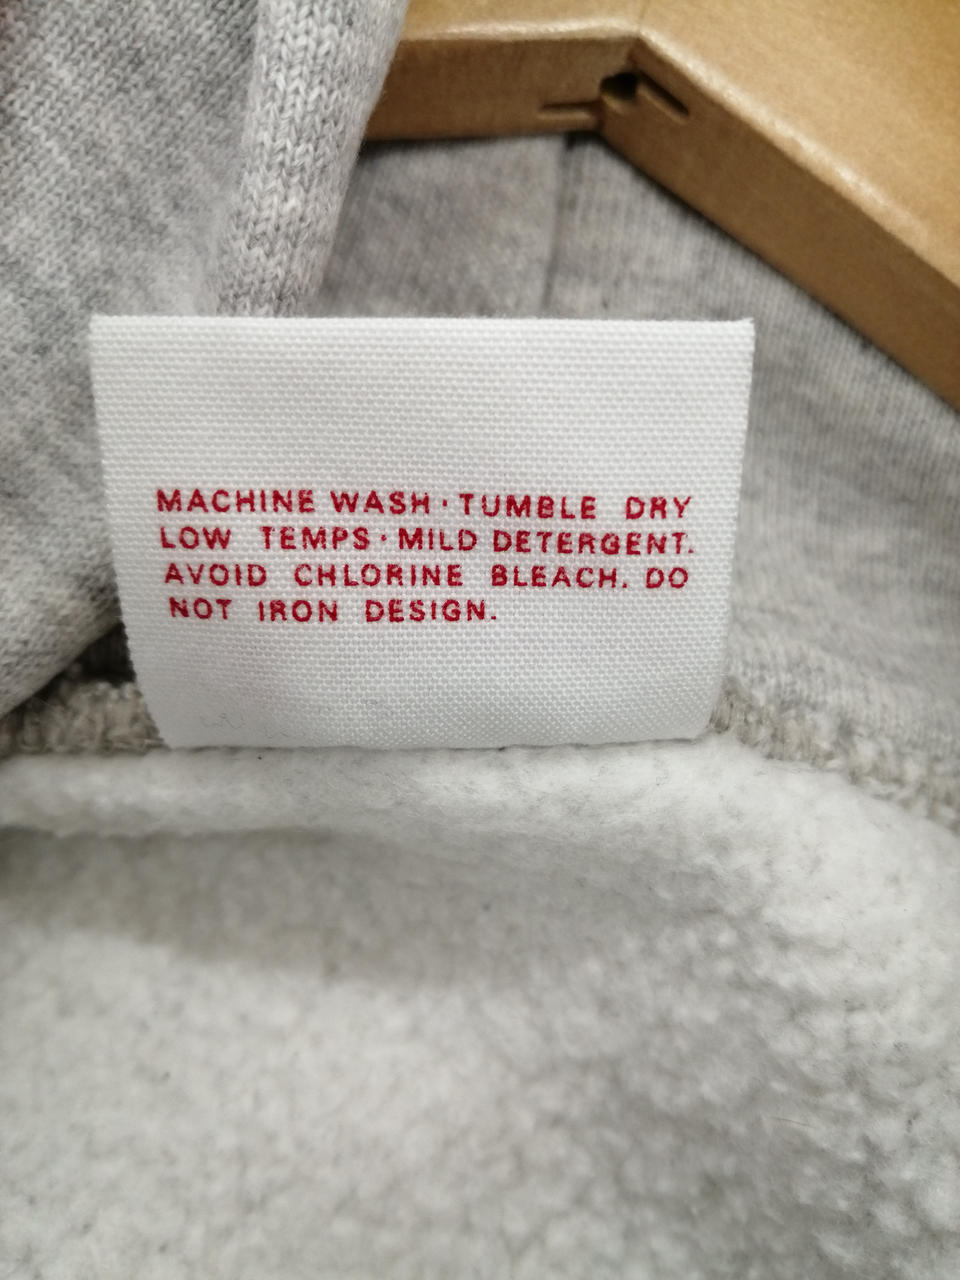 MACHINE WASH · TUMBLE DRY
LOW TEMPS · MILD DETERGENT.
AVOID CHLORINE BLEACH. DO
NOT IRON DESIGN.